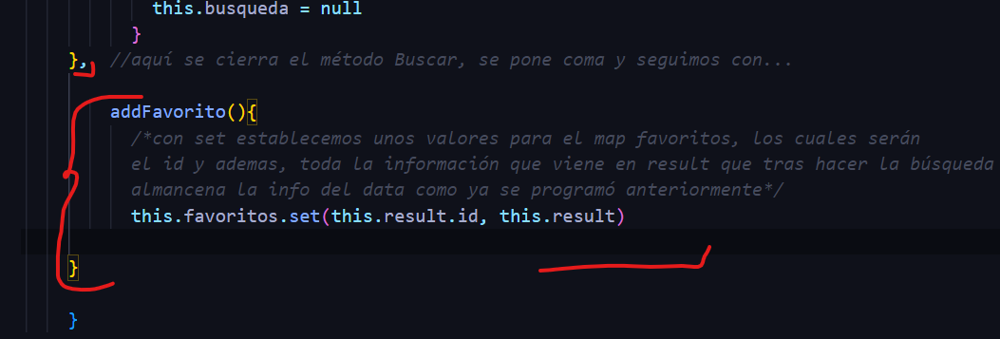 this.busqueda = null
}
}, //aquí se cierra el método Buscar, se pone coma y seguimos con...
addFavorito(){
/*con set establecemos unos valores para el map favoritos, los cuales serán
el id y ademas, toda la información que viene en result que tras hacer la búsqueda
almancena la info del data como ya se programó anteriormente*/
this.favoritos.set(this.result.id, this.result)
}
}